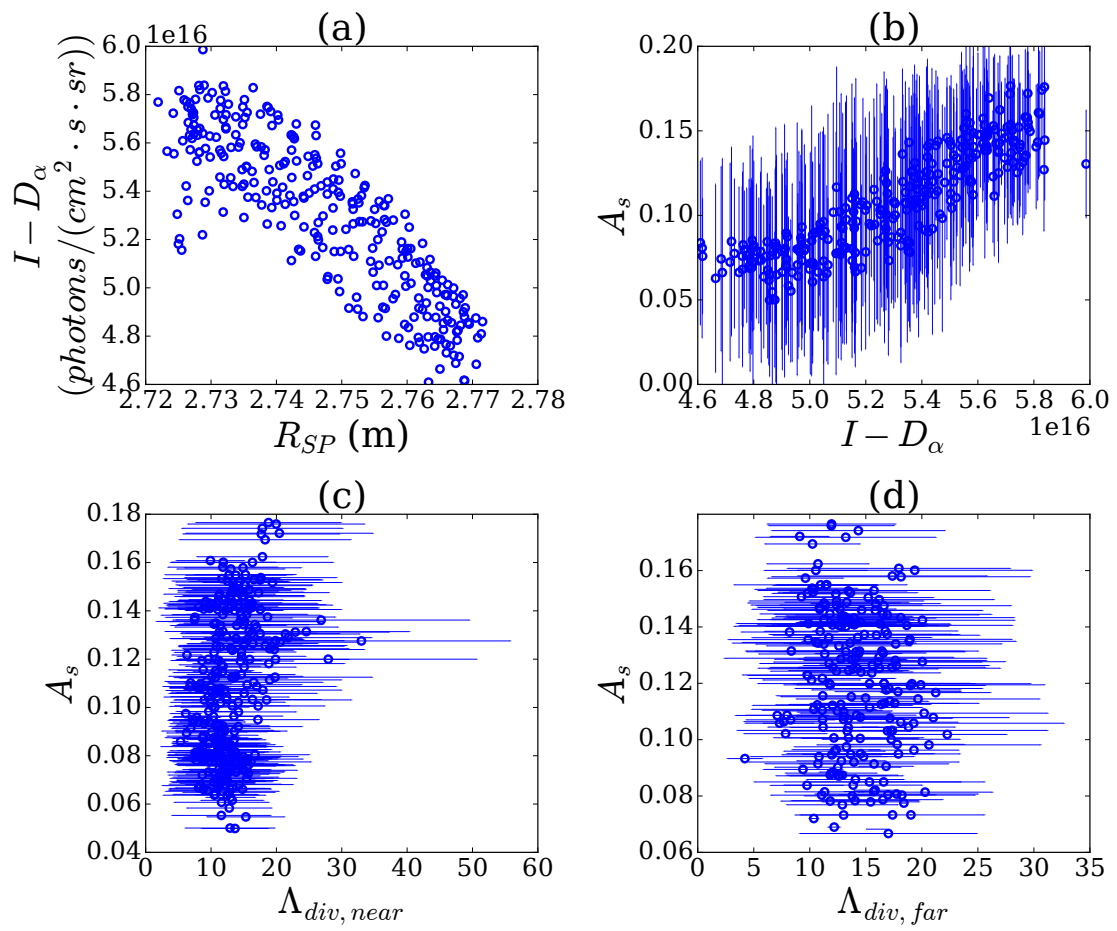 (a)
1e16
6.0
5.8
5.6
5.4
5.2
5.0
4.8
4.6
I − D_α
(photons/(cm² · s · sr))
2.72 2.73 2.74 2.75 2.76 2.77 2.78
R_SP (m)
(b)
0.20
0.15
0.10
0.05
0.00
A_s
4.6 4.8 5.0 5.2 5.4 5.6 5.8 6.0
1e16
I − D_α
(c)
0.18
0.16
0.14
0.12
0.10
0.08
0.06
0.04
A_s
0 10 20 30 40 50 60
Λ_div,near
(d)
0.16
0.14
0.12
0.10
0.08
0.06
A_s
0 5 10 15 20 25 30 35
Λ_div,far